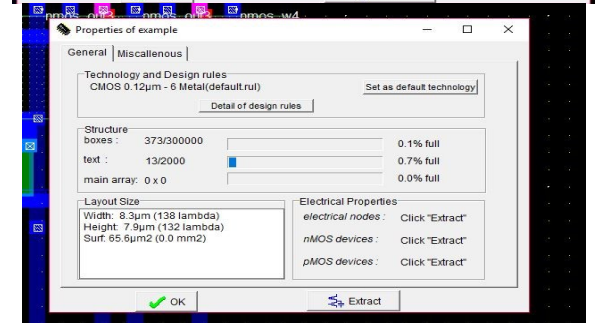 nmos_out3 nmos_out3 nmos_w4
Properties of example
General Miscellenous
Technology and Design rules
CMOS 0.12µm - 6 Metal(default.rul) Set as default technology
Detail of design rules
Structure
boxes : 373/300000 0.1% full
text : 13/2000 0.7% full
main array: 0 x 0 0.0% full
Layout Size Electrical Properties
Width: 8.3µm (138 lambda) electrical nodes : Click "Extract"
Height: 7.9µm (132 lambda)
Surf: 65.6µm2 (0.0 mm2) nMOS devices : Click "Extract"
pMOS devices : Click "Extract"
OK Extract